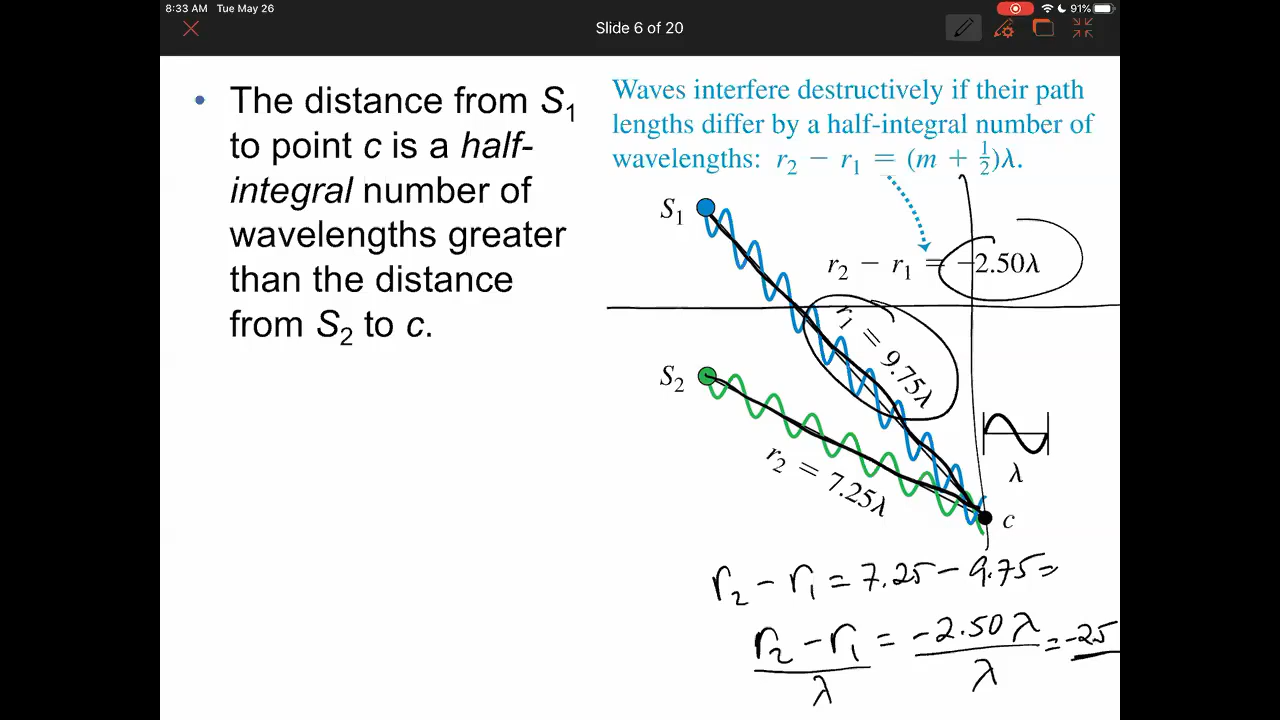 8:33 AM Tue May 26
91%
Slide 6 of 20
• The distance from S₁
to point c is a half-
integral number of
wavelengths greater
than the distance
from S₂ to c.
Waves interfere destructively if their path
lengths differ by a half-integral number of
wavelengths: r₂ − r₁ = (m + ½)λ.
S₁
r₂ − r₁ = −2.50λ
r₁ = 9.75λ
S₂
r₂ = 7.25λ
λ
c
r₂ − r₁ = 7.25 − 9.75 =
r₂ − r₁ / λ = −2.50 λ / λ = −25